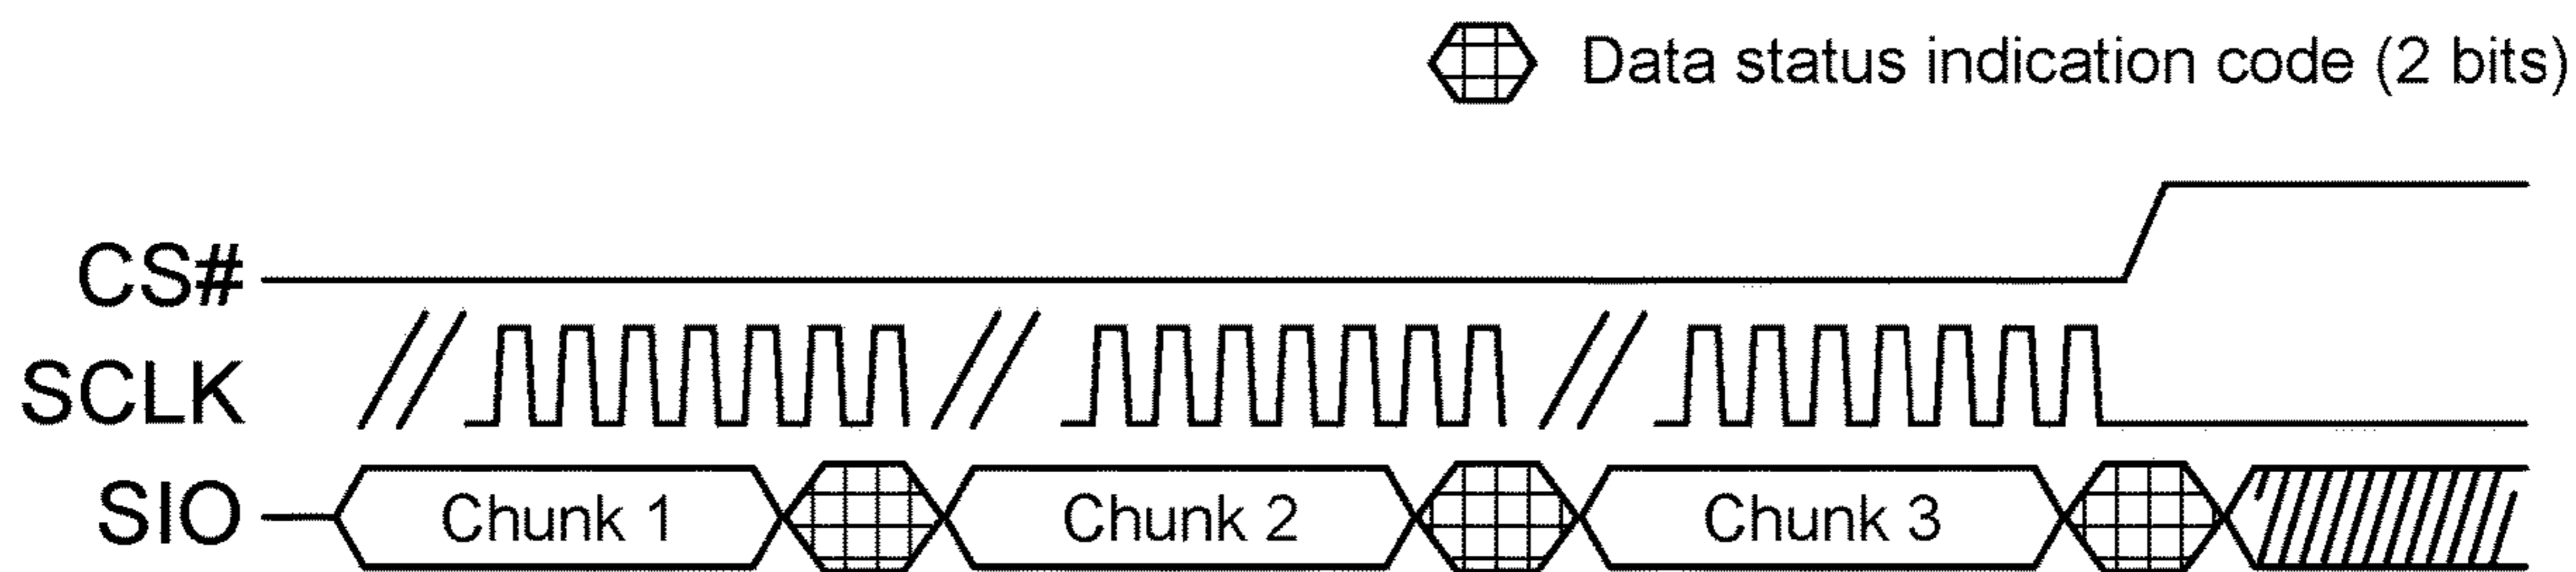 Data status indication code (2 bits)
CS#
SCLK
SIO
Chunk 1
Chunk 2
Chunk 3